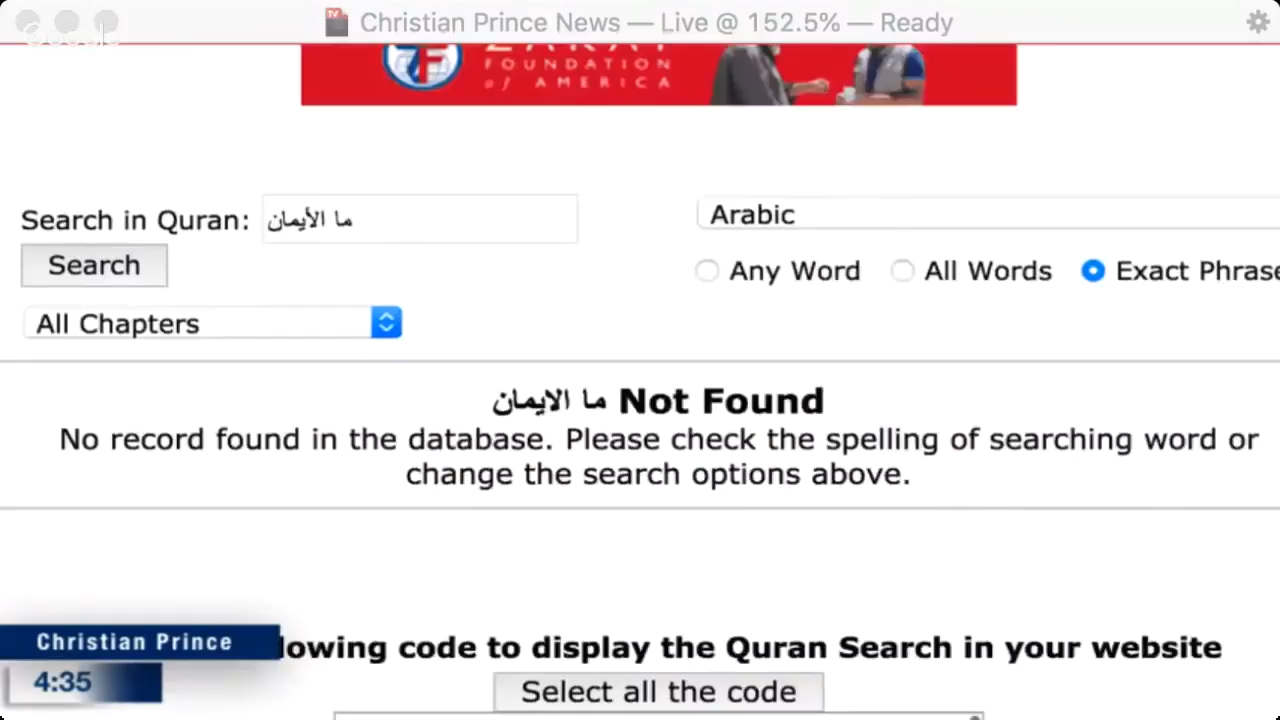 Christian Prince News — Live @ 152.5% — Ready
Google
ZAKAT
FOUNDATION
of AMERICA
Search in Quran:
ما الأيمان
Arabic
Search
Any Word
All Words
Exact Phrase
All Chapters
ما الايمان Not Found
No record found in the database. Please check the spelling of searching word or
change the search options above.
Christian Prince
lowing code to display the Quran Search in your website
4:35
Select all the code